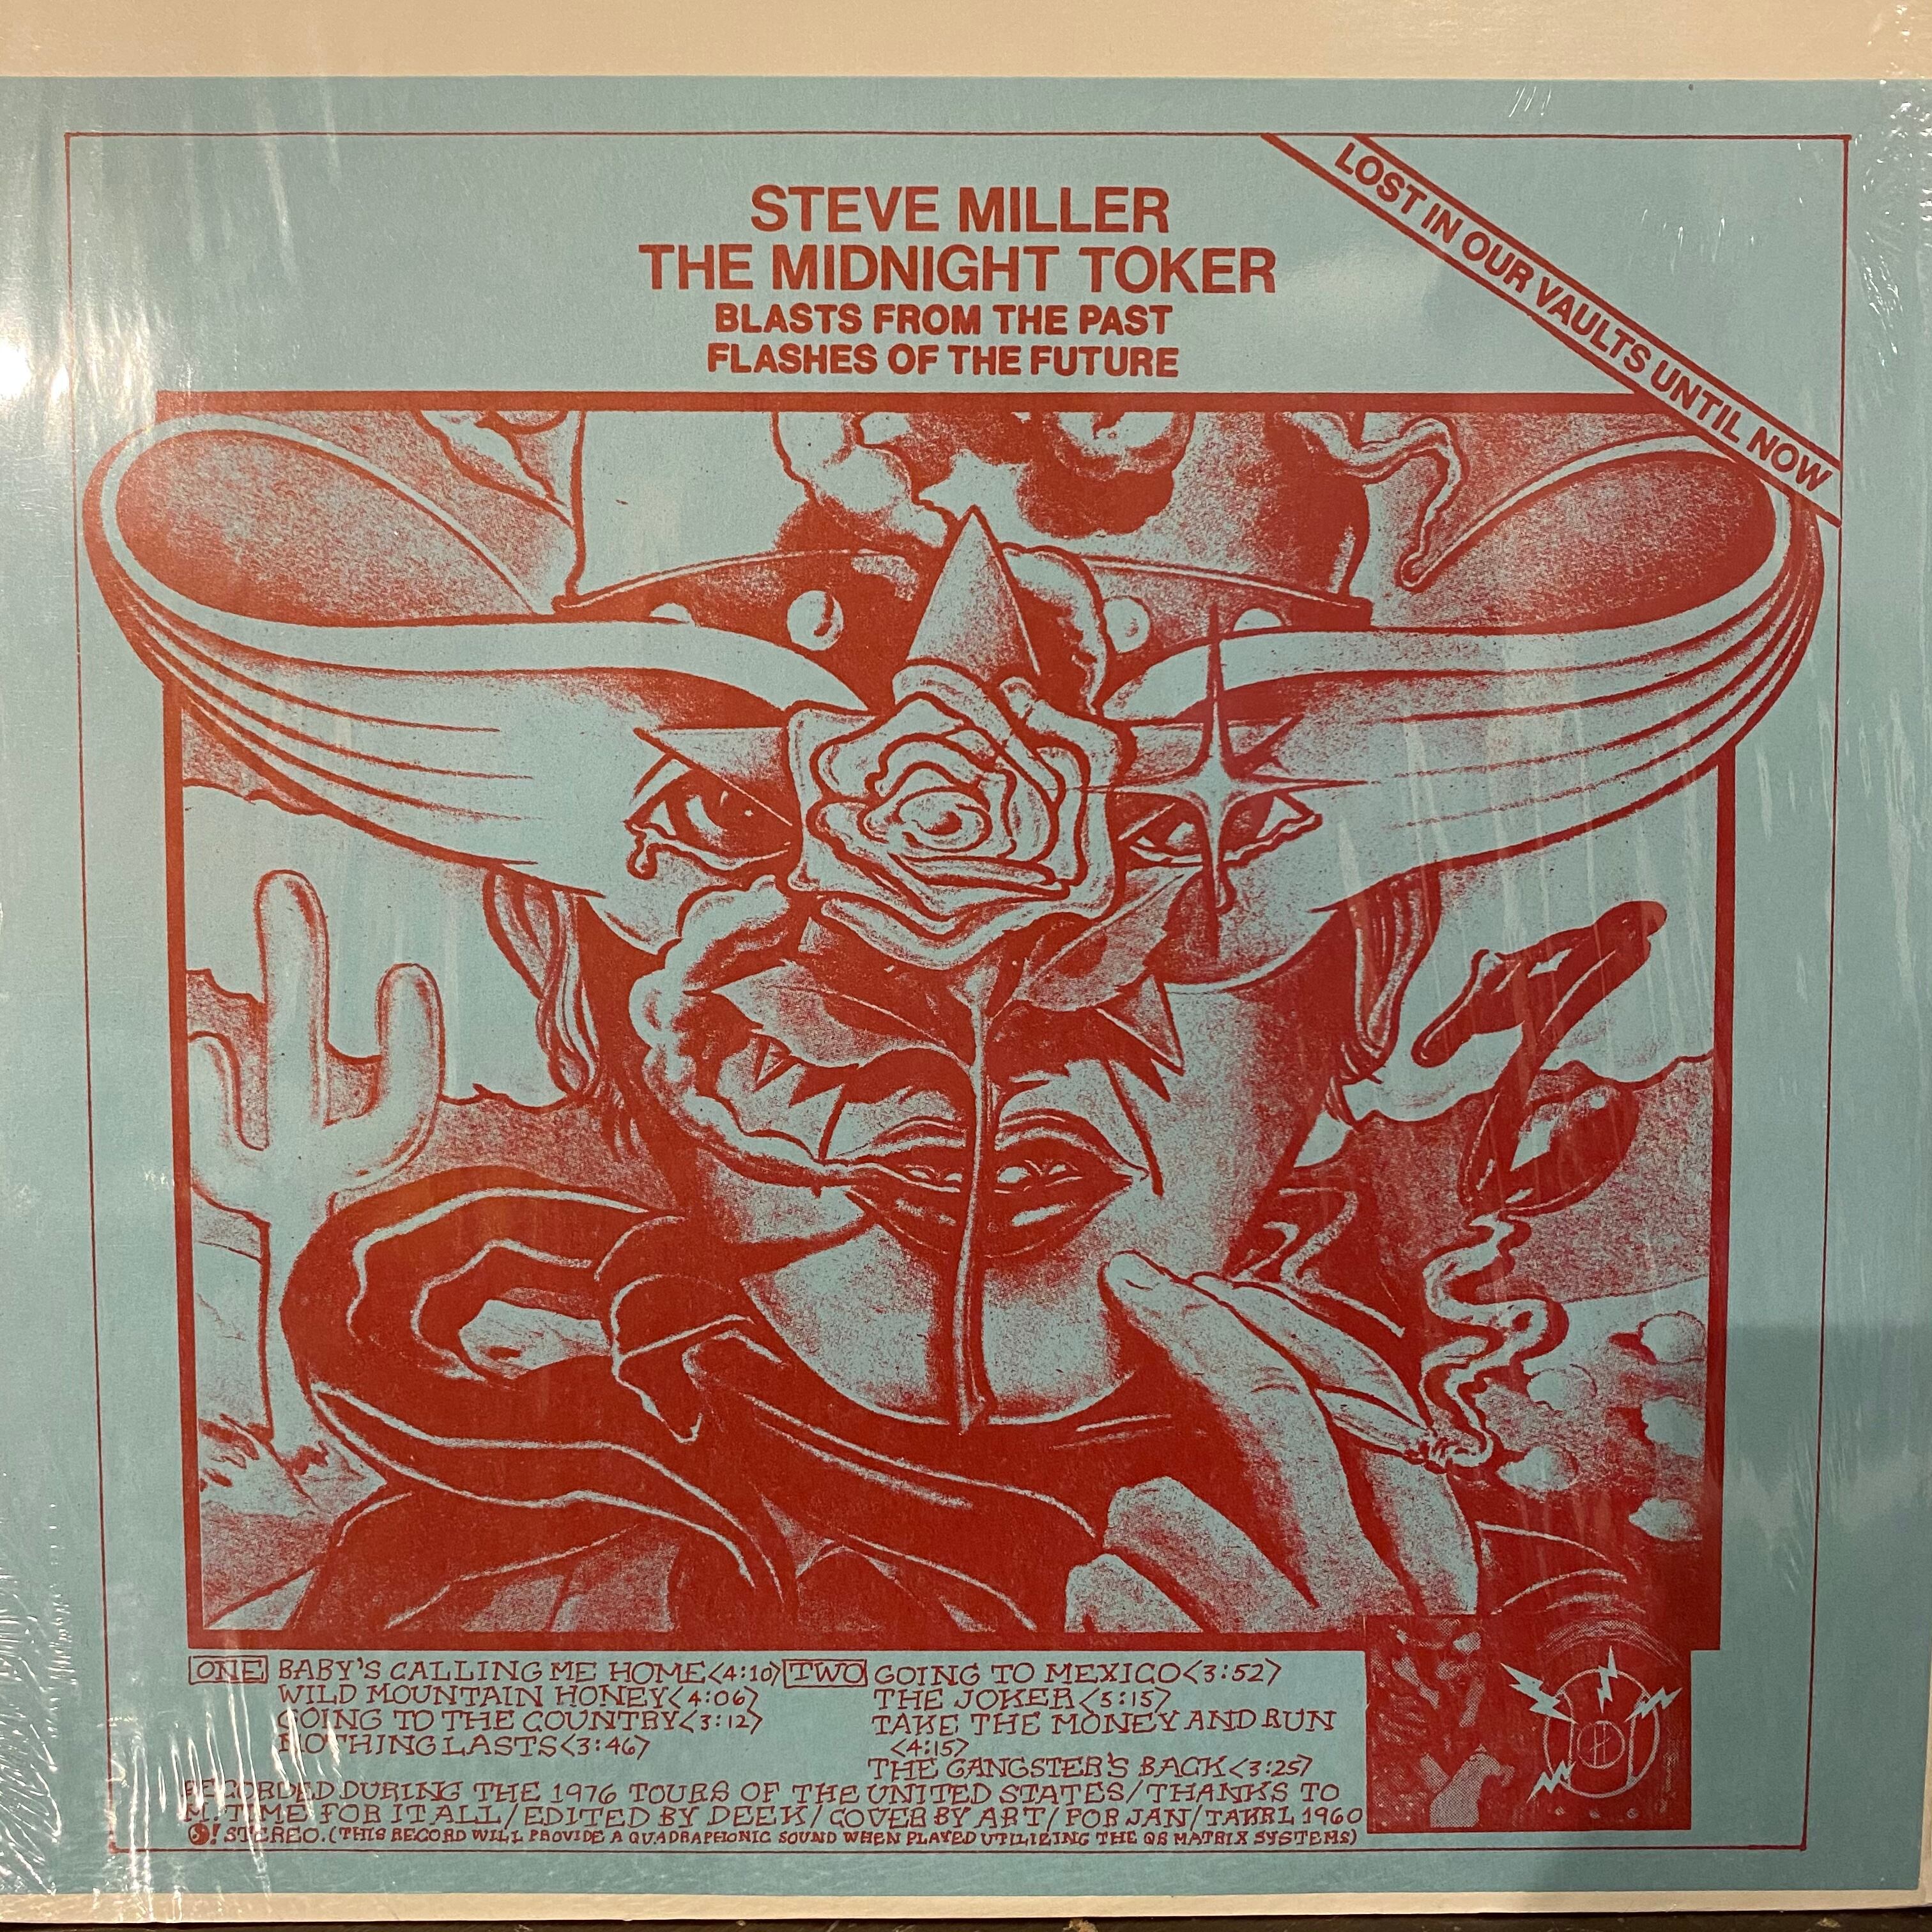 LOST IN OUR VAULTS UNTIL NOW
STEVE MILLER
THE MIDNIGHT TOKER
BLASTS FROM THE PAST
FLASHES OF THE FUTURE
ONE BABY'S CALLING ME HOME<4:10>
WILD MOUNTAIN HONEY<4:06>
GOING TO THE COUNTRY<3:12>
NOTHING LASTS<3:46>
TWO GOING TO MEXICO<3:52>
THE JOKER<3:15>
TAKE THE MONEY AND RUN
<4:15>
THE GANGSTER'S BACK<3:25>
RECORDED DURING THE 1976 TOURS OF THE UNITED STATES/THANKS TO
M. TIME FOR IT ALL/EDITED BY DEEK/COVER BY ART/FOR JAN/TAKRL 1960
STEREO. (THIS RECORD WILL PROVIDE A QUADRAPHONIC SOUND WHEN PLAYED UTILIZING THE QS MATRIX SYSTEMS)